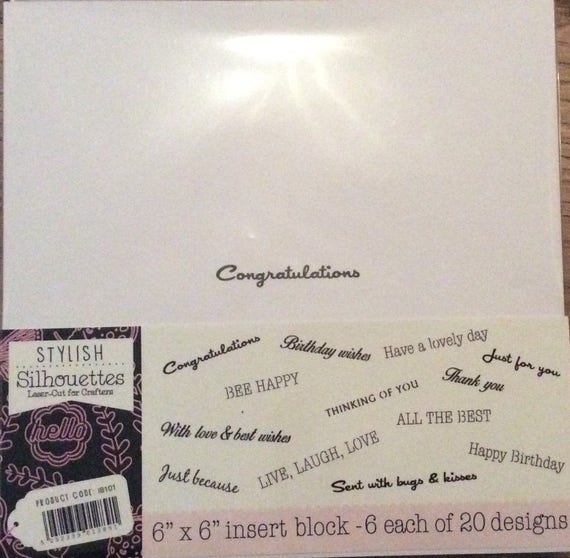 Congratulations
STYLISH
Silhouettes
Laser-Cut for Crafters
hello
PRODUCT CODE: IB101
Congratulations
Birthday wishes
Have a lovely day
Just for you
BEE HAPPY
THINKING OF YOU
Thank you
With love & best wishes
ALL THE BEST
Just because
LIVE, LAUGH, LOVE
Happy Birthday
Sent with bugs & kisses
6" x 6" insert block - 6 each of 20 designs